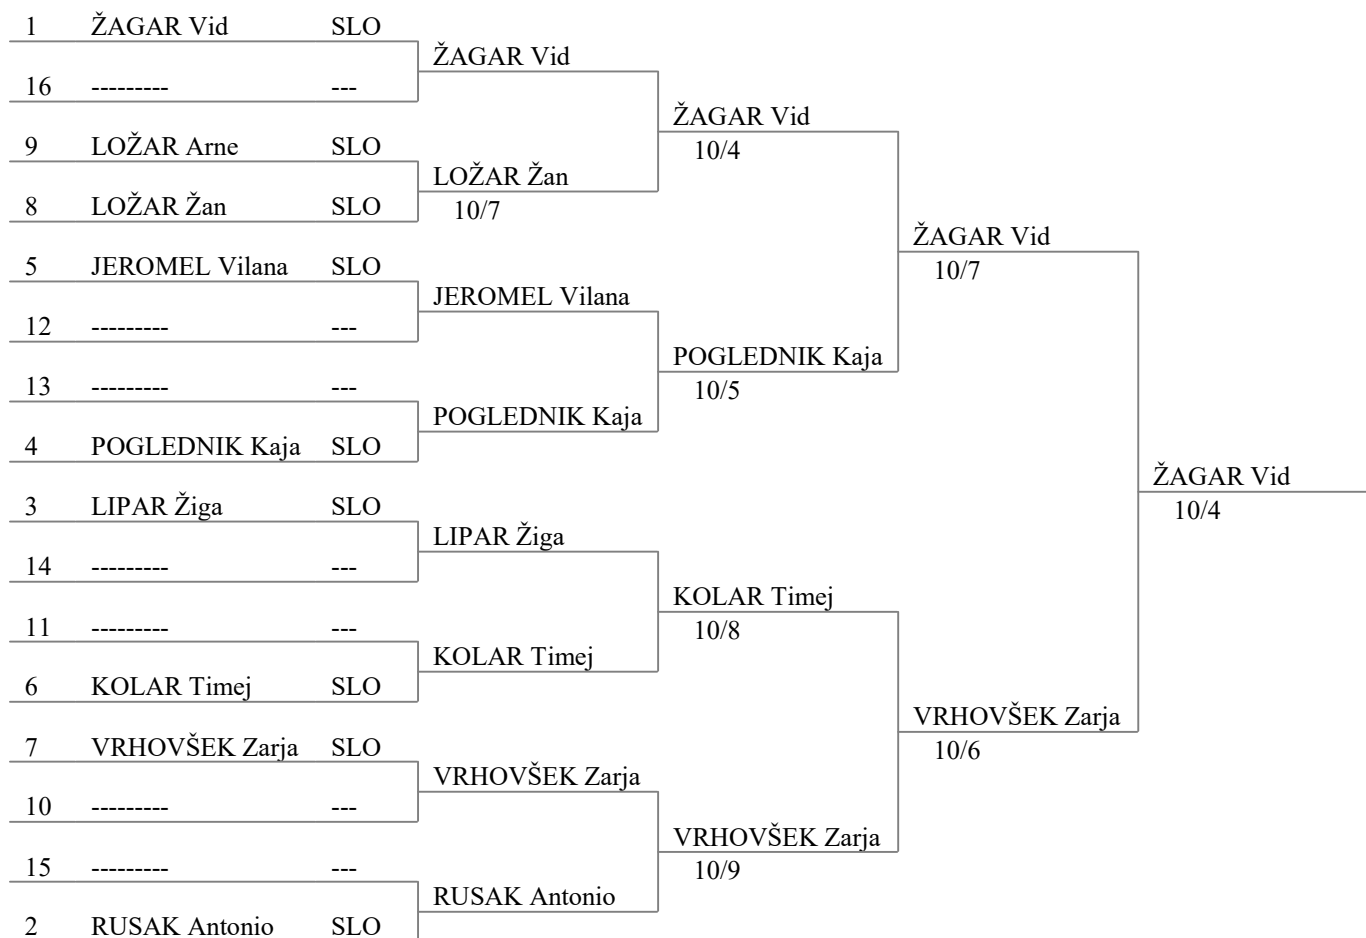 1 ŽAGAR Vid SLO
ŽAGAR Vid
16 --------- ---
ŽAGAR Vid
10/4
9 LOŽAR Arne SLO
LOŽAR Žan
10/7
8 LOŽAR Žan SLO
ŽAGAR Vid
10/7
5 JEROMEL Vilana SLO
JEROMEL Vilana
12 --------- ---
POGLEDNIK Kaja
10/5
13 --------- ---
POGLEDNIK Kaja
4 POGLEDNIK Kaja SLO
ŽAGAR Vid
10/4
3 LIPAR Žiga SLO
LIPAR Žiga
14 --------- ---
KOLAR Timej
10/8
11 --------- ---
KOLAR Timej
6 KOLAR Timej SLO
VRHOVŠEK Zarja
10/6
7 VRHOVŠEK Zarja SLO
VRHOVŠEK Zarja
10 --------- ---
VRHOVŠEK Zarja
10/9
15 --------- ---
RUSAK Antonio
2 RUSAK Antonio SLO